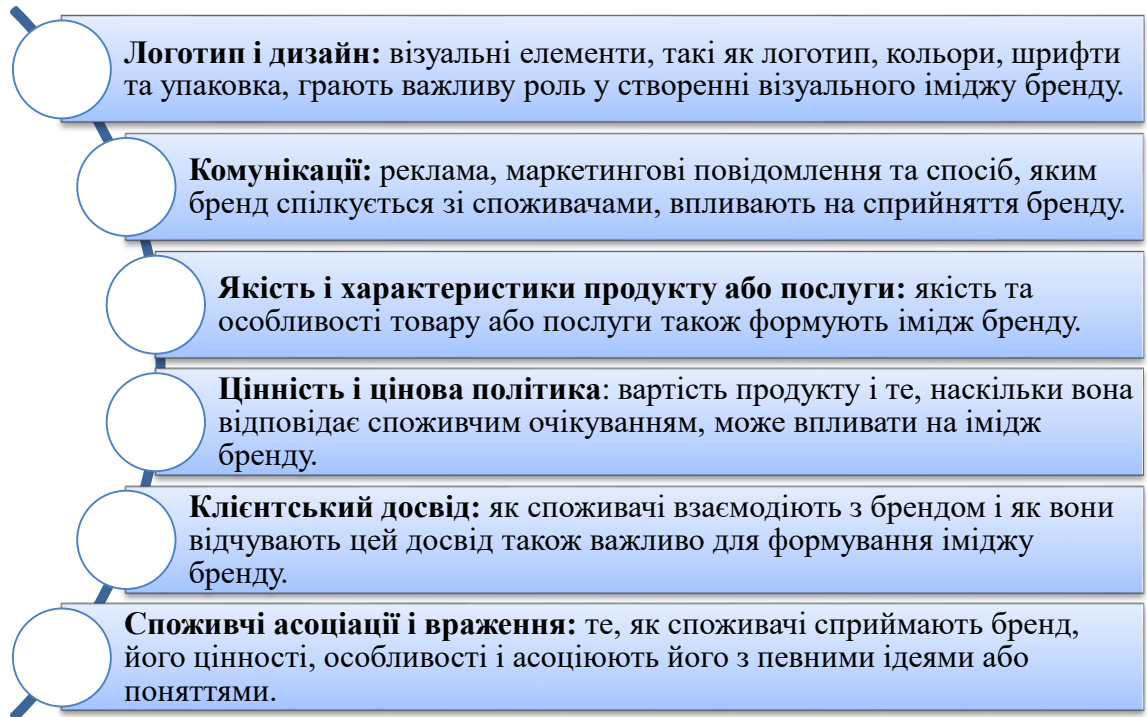 Логотип і дизайн: візуальні елементи, такі як логотип, кольори, шрифти
та упаковка, грають важливу роль у створенні візуального іміджу бренду.
Комунікації: реклама, маркетингові повідомлення та спосіб, яким
бренд спілкується зі споживачами, впливають на сприйняття бренду.
Якість і характеристики продукту або послуги: якість та
особливості товару або послуги також формують імідж бренду.
Цінність і цінова політика: вартість продукту і те, наскільки вона
відповідає споживчим очікуванням, може впливати на імідж
бренду.
Клієнтський досвід: як споживачі взаємодіють з брендом і як вони
відчувають цей досвід також важливо для формування іміджу
бренду.
Споживчі асоціації і враження: те, як споживачі сприймають бренд,
його цінності, особливості і асоціюють його з певними ідеями або
поняттями.